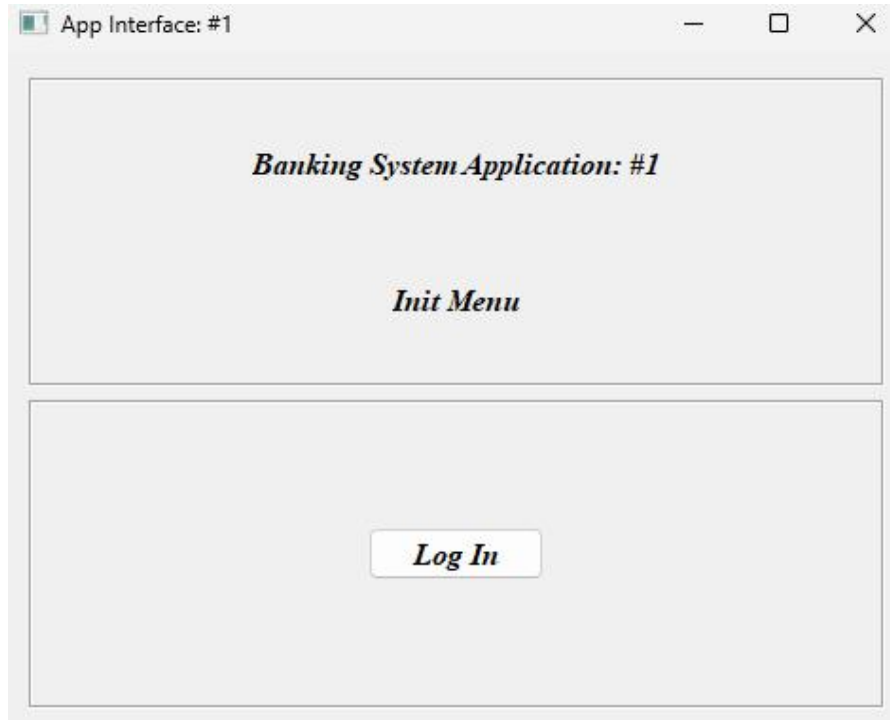 App Interface: #1
Banking System Application: #1
Init Menu
Log In